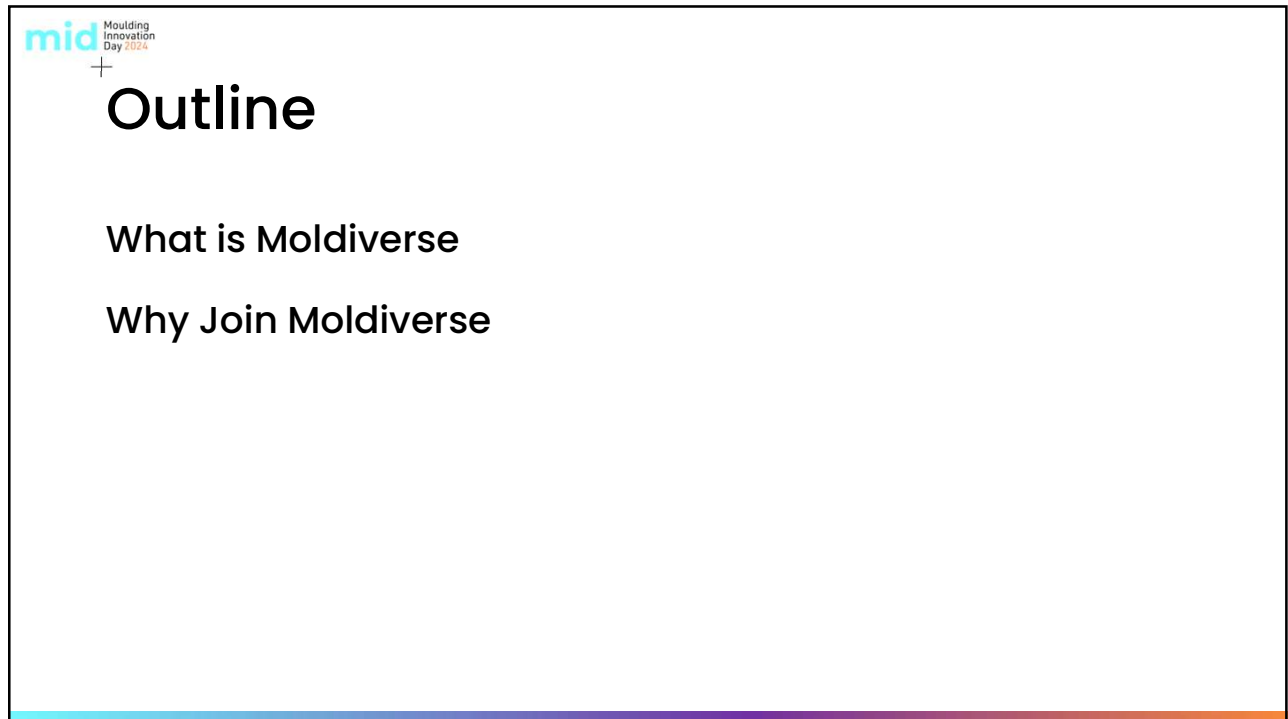 mid
Moulding
Innovation
Day 2024
Outline
What is Moldiverse
Why Join Moldiverse